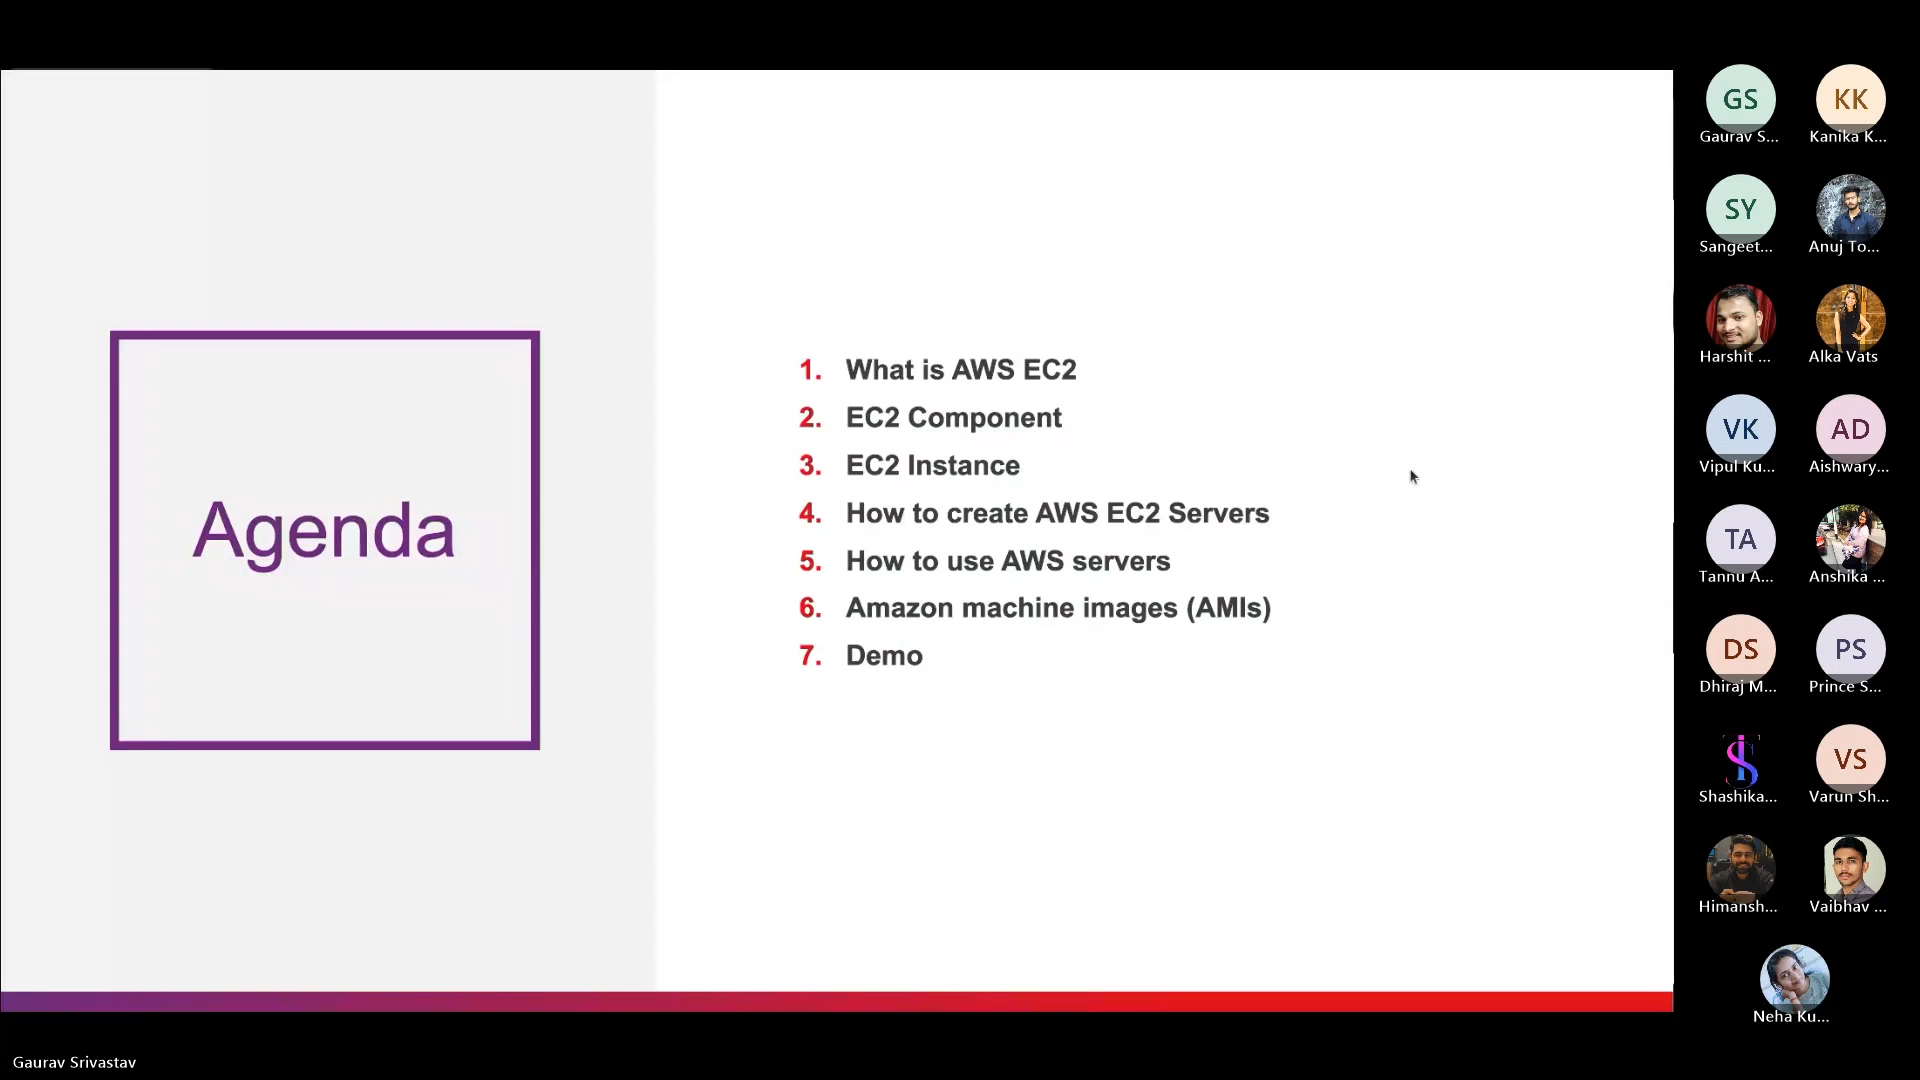 Agenda
1. What is AWS EC2
2. EC2 Component
3. EC2 Instance
4. How to create AWS EC2 Servers
5. How to use AWS servers
6. Amazon machine images (AMIs)
7. Demo
GS KK
Gaurav S... Kanika K...
SY
Sangeet... Anuj To...
Harshit ... Alka Vats
VK AD
Vipul Ku... Aishwary...
TA
Tannu A... Anshika ...
DS PS
Dhiraj M... Prince S...
VS
Shashika... Varun Sh...
Himansh... Vaibhav ...
Neha Ku...
Gaurav Srivastav